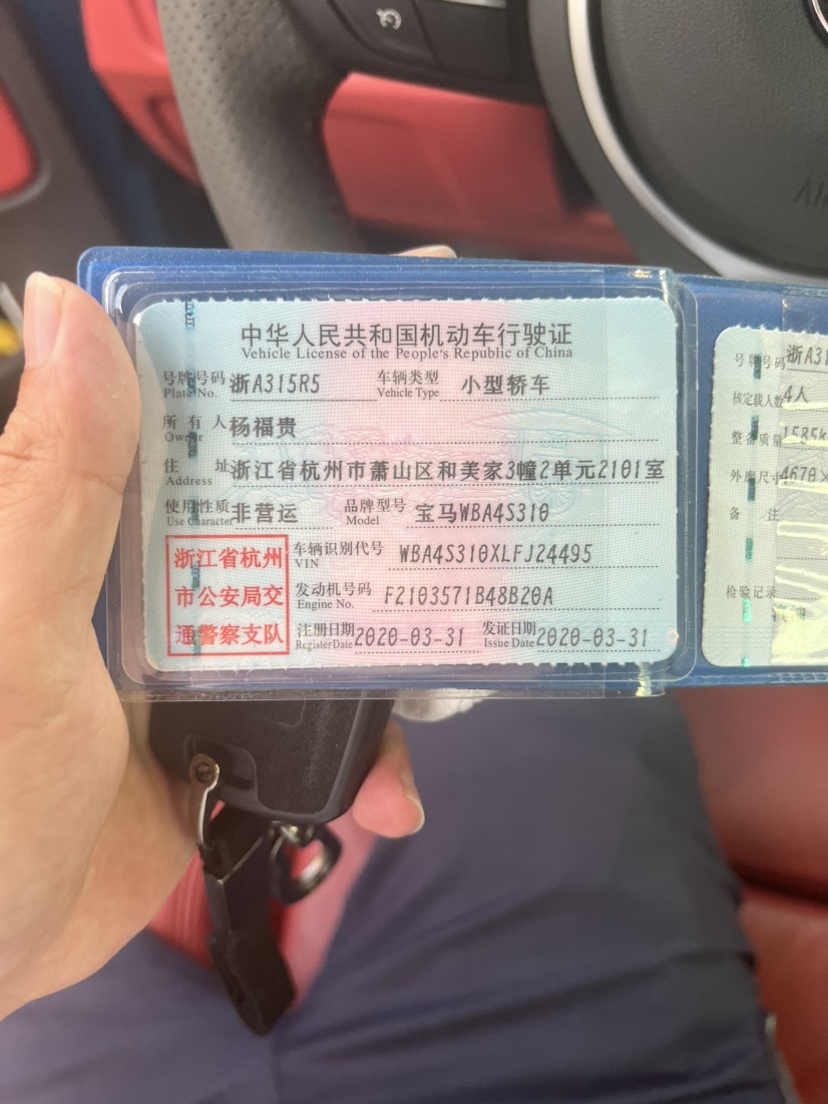 中华人民共和国机动车行驶证
Vehicle License of the People's Republic of China
号牌号码 浙A315R5 车辆类型 小型轿车
Plate No. Vehicle Type
所有人 杨福贵
Owner
住址 浙江省杭州市萧山区和美家3幢2单元2101室
Address
使用性质 非营运 品牌型号 宝马WBA4S310
Use Character Model
浙江省杭州
市公安局交
通警察支队
车辆识别代号 WBA4S310XLFJ24495
VIN
发动机号码 F2103571B48B20A
Engine No.
注册日期 2020-03-31 发证日期 2020-03-31
Register Date Issue Date
号牌号码 浙A31
核定载人数 4人
整备质量 1585k
外廓尺寸 4670×
备注
检验记录